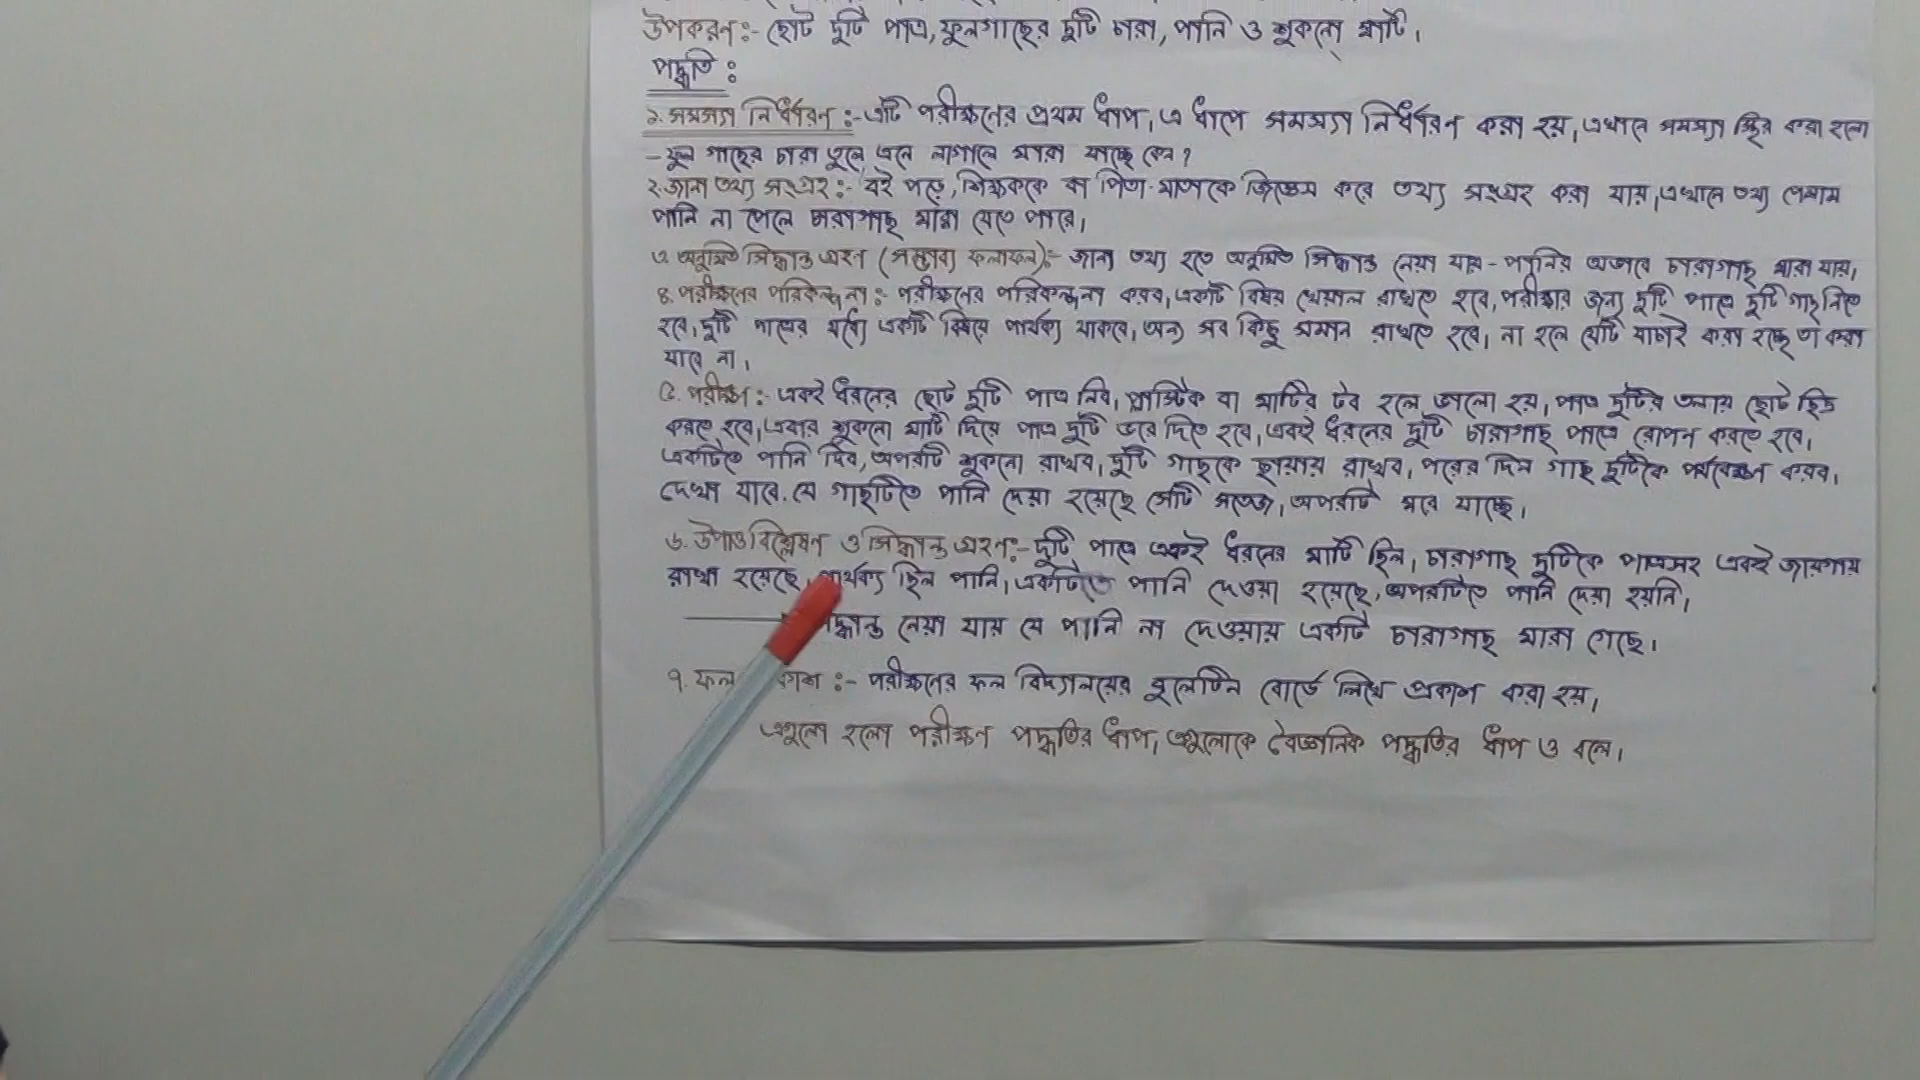 উপকরণ:- ছোট দুটি পাত্র, ফুলগাছের দুটি চারা, পানি ও শুকনো মাটি।
পদ্ধতি:
১. সমস্যা নির্ধারণ:- এটি পরীক্ষনের প্রথম ধাপ, এ ধাপে সমস্যা নির্ধারণ করা হয়, এখানে সমস্যা স্থির করা হলো
- ফুল গাছের চারা তুলে এনে লাগালে মারা যাচ্ছে কেন?
২. জানা তথ্য সংগ্রহ:- বই পড়ে, শিক্ষককে বা পিতা-মাতাকে জিজ্ঞেস করে তথ্য সংগ্রহ করা যায়, এখানে তথ্য পেলাম
পানি না পেলে চারাগাছ মারা যেতে পারে।
৩. অনুমিত সিদ্ধান্ত গ্রহণ (সম্ভাব্য ফলাফল):- জানা তথ্য হতে অনুমিত সিদ্ধান্ত নেয়া যায় - পানির অভাবে চারাগাছ মারা যায়,
৪. পরীক্ষনের পরিকল্পনা:- পরীক্ষনের পরিকল্পনা করব, একটি বিষয় খেয়াল রাখতে হবে, পরীক্ষার জন্য দুটি পাত্রে দুটি গাছ নিতে
হবে, দুটি পাত্রের মধ্যে একটি বিষয়ে পার্থক্য থাকবে, অন্য সব কিছু সমান রাখতে হবে, না হলে যেটি যাচাই করা হচ্ছে তা করা
যাবে না।
৫. পরীক্ষণ:- একই ধরনের ছোট দুটি পাত্র নিব, প্লাস্টিক বা মাটির টব হলে ভালো হয়, পাত্র দুটির তলায় ছোট ছিদ্র
করতে হবে, এবার শুকনো মাটি দিয়ে পাত্র দুটি ভরে দিতে হবে, একই ধরনের দুটি চারাগাছ পাত্রে রোপন করতে হবে,
একটিতে পানি দিব, অপরটি শুকনো রাখব, দুটি গাছকে ছায়ায় রাখব, পরের দিন গাছ দুটিকে পর্যবেক্ষণ করব,
দেখা যাবে যে গাছটিতে পানি দেয়া হয়েছে সেটি সতেজ, অপরটি মরে যাচ্ছে,
৬. উপাত্ত বিশ্লেষন ও সিদ্ধান্ত গ্রহণ:- দুটি পাত্রে একই ধরনের মাটি ছিল, চারাগাছ দুটিকে পাত্রসহ একই জায়গায়
রাখা হয়েছে, পার্থক্য ছিল পানি, একটিতে পানি দেওয়া হয়েছে, অপরটিতে পানি দেয়া হয়নি,
নেয়া যায় যে পানি না দেওয়ায় একটি চারাগাছ মারা গেছে।
৭. ফল :- পরীক্ষনের ফল বিদ্যালয়ের বুলেটিন বোর্ডে লিখে প্রকাশ করা হয়,
এগুলো হলো পরীক্ষণ পদ্ধতির ধাপ, এগুলোকে বৈজ্ঞানিক পদ্ধতির ধাপ ও বলে।